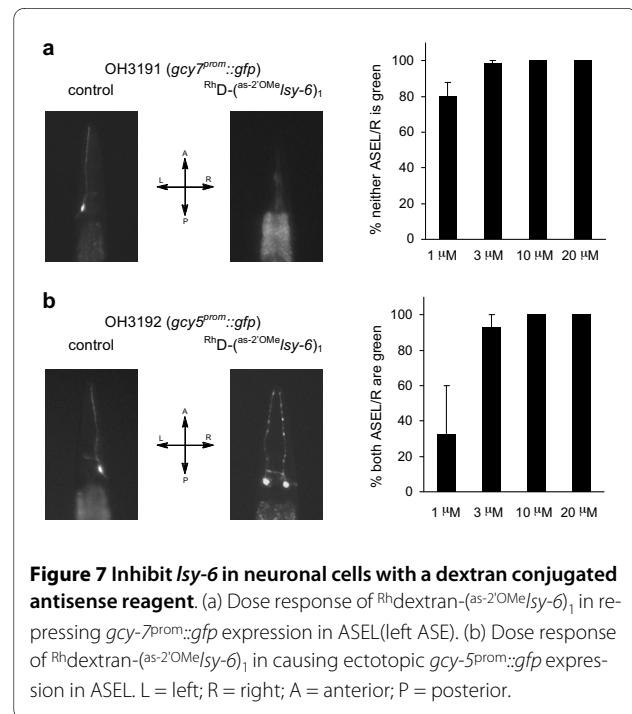 a
OH3191 (gcy7prom::gfp)
control
RhD-(as-2'OMelsy-6)1
A
L R
P
% neither ASEL/R is green
100
80
60
40
20
0
1 μM 3 μM 10 μM 20 μM
b
OH3192 (gcy5prom::gfp)
control
RhD-(as-2'OMelsy-6)1
A
L R
P
% both ASEL/R are green
100
80
60
40
20
0
1 μM 3 μM 10 μM 20 μM
Figure 7 Inhibit lsy-6 in neuronal cells with a dextran conjugated
antisense reagent. (a) Dose response of Rhdextran-(as-2'OMelsy-6)1 in re-
pressing gcy-7prom::gfp expression in ASEL(left ASE). (b) Dose response
of Rhdextran-(as-2'OMelsy-6)1 in causing ectotopic gcy-5prom::gfp expres-
sion in ASEL. L = left; R = right; A = anterior; P = posterior.